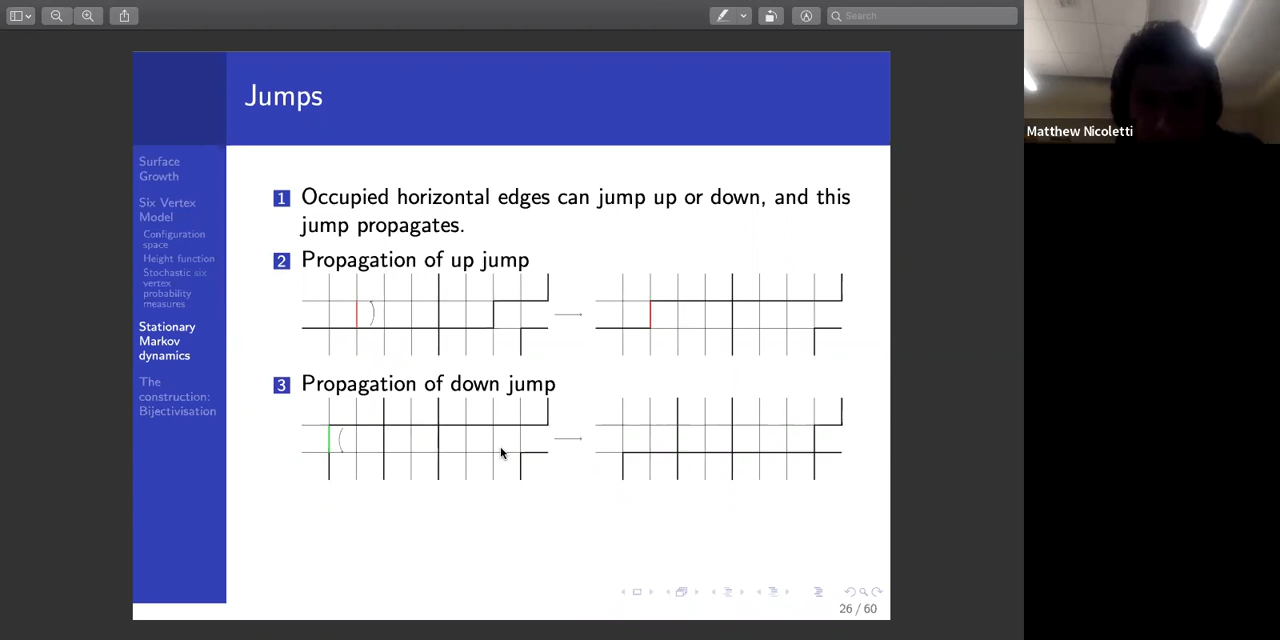 Search
Matthew Nicoletti
Jumps
Surface
Growth
Six Vertex
Model
Configuration
space
Height function
Stochastic six
vertex
probability
measures
Stationary
Markov
dynamics
The
construction:
Bijectivisation
1 Occupied horizontal edges can jump up or down, and this
jump propagates.
2 Propagation of up jump
3 Propagation of down jump
26 / 60